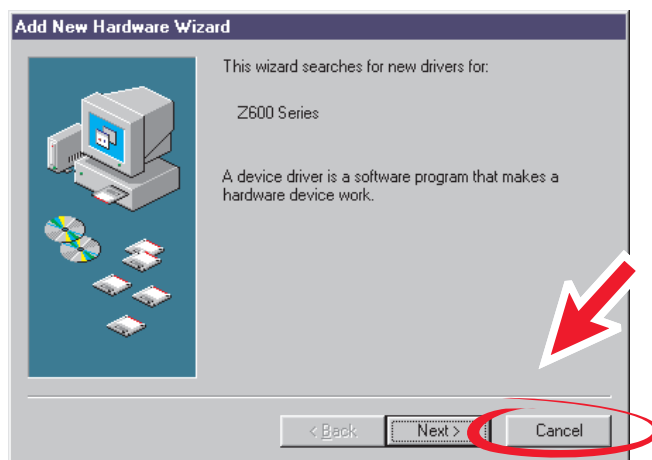 Add New Hardware Wizard
This wizard searches for new drivers for:
Z600 Series
A device driver is a software program that makes a
hardware device work.
< Back
Next >
Cancel